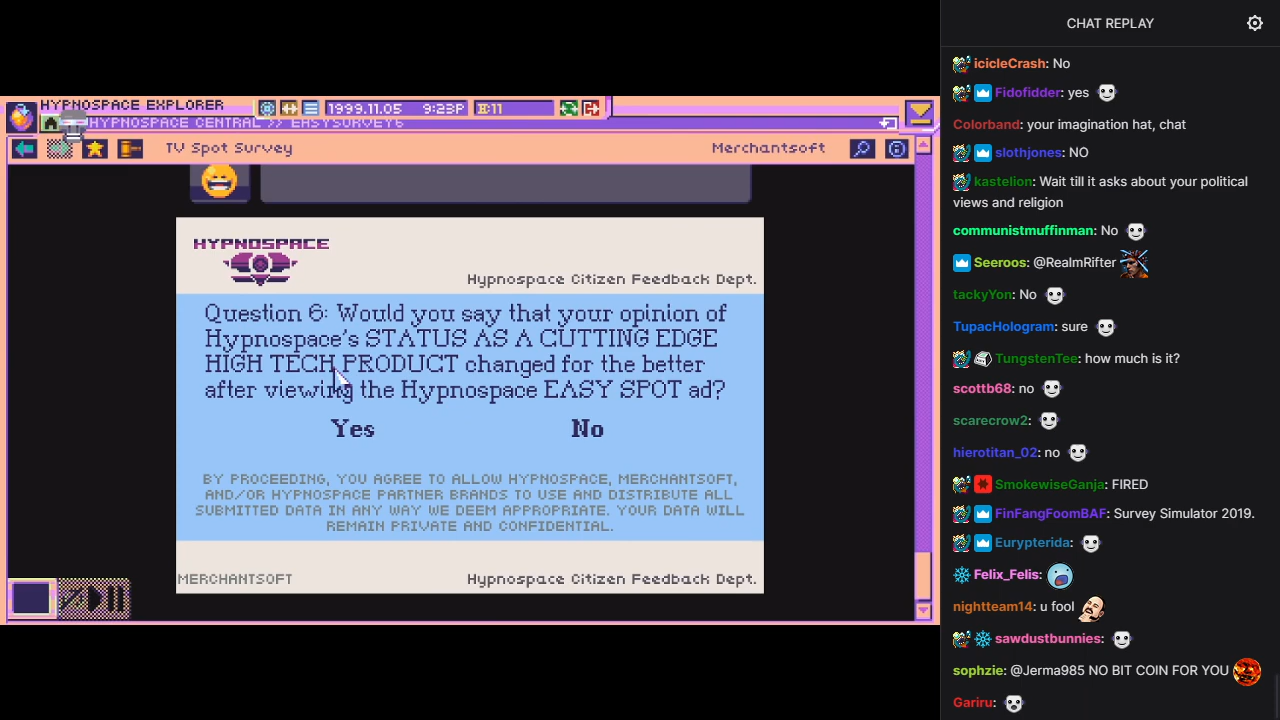 HYPNOSPACE EXPLORER
1999.11.05 9:23P
:11
HYPNOSPACE CENTRAL >> EASYSURVEY6
TV Spot Survey
Merchantsoft
HYPNOSPACE
Hypnospace Citizen Feedback Dept.
Question 6: Would you say that your opinion of
Hypnospace's STATUS AS A CUTTING EDGE
HIGH TECH PRODUCT changed for the better
after viewing the Hypnospace EASY SPOT ad?
Yes No
BY PROCEEDING, YOU AGREE TO ALLOW HYPNOSPACE, MERCHANTSOFT,
AND/OR HYPNOSPACE PARTNER BRANDS TO USE AND DISTRIBUTE ALL
SUBMITTED DATA IN ANY WAY WE DEEM APPROPRIATE. YOUR DATA WILL
REMAIN PRIVATE AND CONFIDENTIAL.
MERCHANTSOFT
Hypnospace Citizen Feedback Dept.
CHAT REPLAY
icicleCrash: No
Fidofidder: yes
Colorband: your imagination hat, chat
slothjones: NO
kastelion: Wait till it asks about your political
views and religion
communistmuffinman: No
Seeroos: @RealmRifter
tackyYon: No
TupacHologram: sure
TungstenTee: how much is it?
scottb68: no
scarecrow2:
hierotitan_02: no
SmokewiseGanja: FIRED
FinFangFoomBAF: Survey Simulator 2019.
Eurypterida:
Felix_Felis:
nightteam14: u fool
sawdustbunnies:
sophzie: @Jerma985 NO BIT COIN FOR YOU
Gariru: